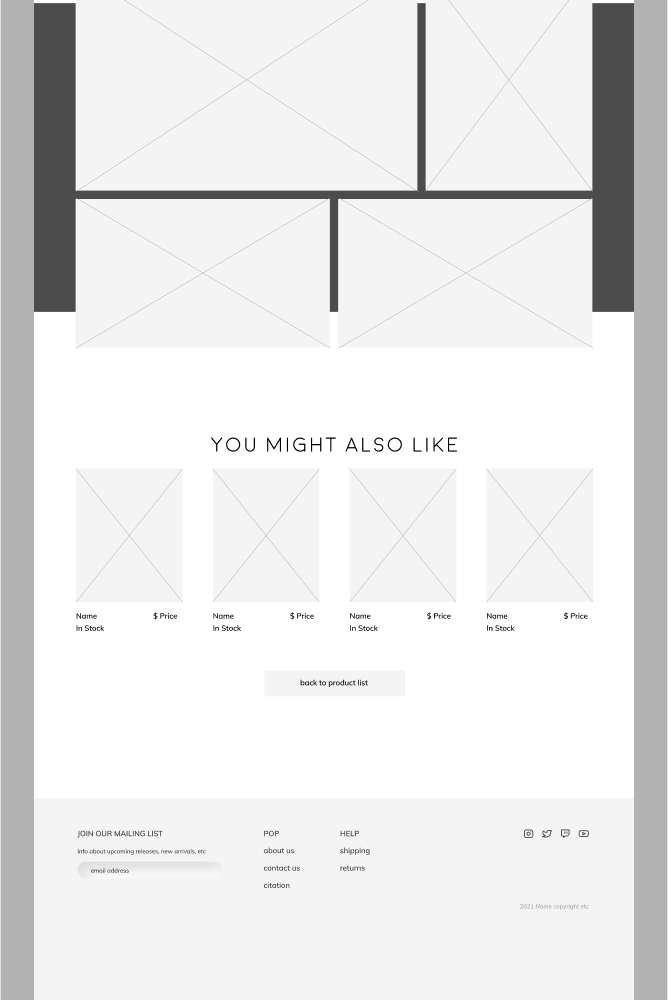 YOU MIGHT ALSO LIKE
Name $ Price
In Stock
Name $ Price
In Stock
Name $ Price
In Stock
Name $ Price
In Stock
back to product list
JOIN OUR MAILING LIST
Info about upcoming releases, new arrivals, etc
email address
POP
about us
contact us
citation
HELP
shipping
returns
2021 Name copyright etc